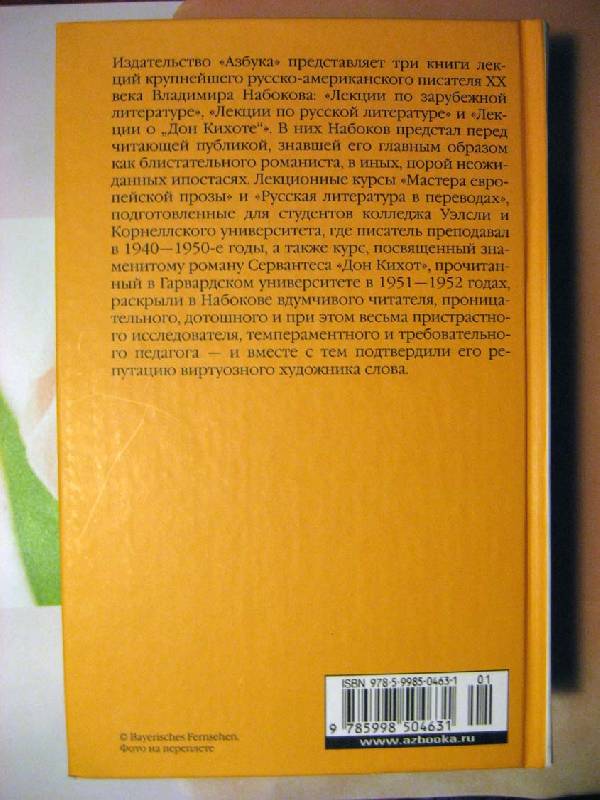 Издательство «Азбука» представляет три книги лек-
ций крупнейшего русско-американского писателя XX
века Владимира Набокова: «Лекции по зарубежной
литературе», «Лекции по русской литературе» и «Лек-
ции о „Дон Кихоте“». В них Набоков предстал перед
читающей публикой, знавшей его главным образом
как блистательного романиста, в иных, порой неожи-
данных ипостасях. Лекционные курсы «Мастера евро-
пейской прозы» и «Русская литература в переводах»,
подготовленные для студентов колледжа Уэлсли и
Корнеллского университета, где писатель преподавал
в 1940—1950-е годы, а также курс, посвященный зна-
менитому роману Сервантеса «Дон Кихот», прочитан-
ный в Гарвардском университете в 1951—1952 годах,
раскрыли в Набокове вдумчивого читателя, проница-
тельного, дотошного и при этом весьма пристрастно-
го исследователя, темпераментного и требовательно-
го педагога — и вместе с тем подтвердили его ре-
путацию виртуозного художника слова.
ISBN 978-5-9985-0463-1
01
9 785998 504631
www.azbooka.ru
© Bayerisches Fernsehen.
Фото на переплете